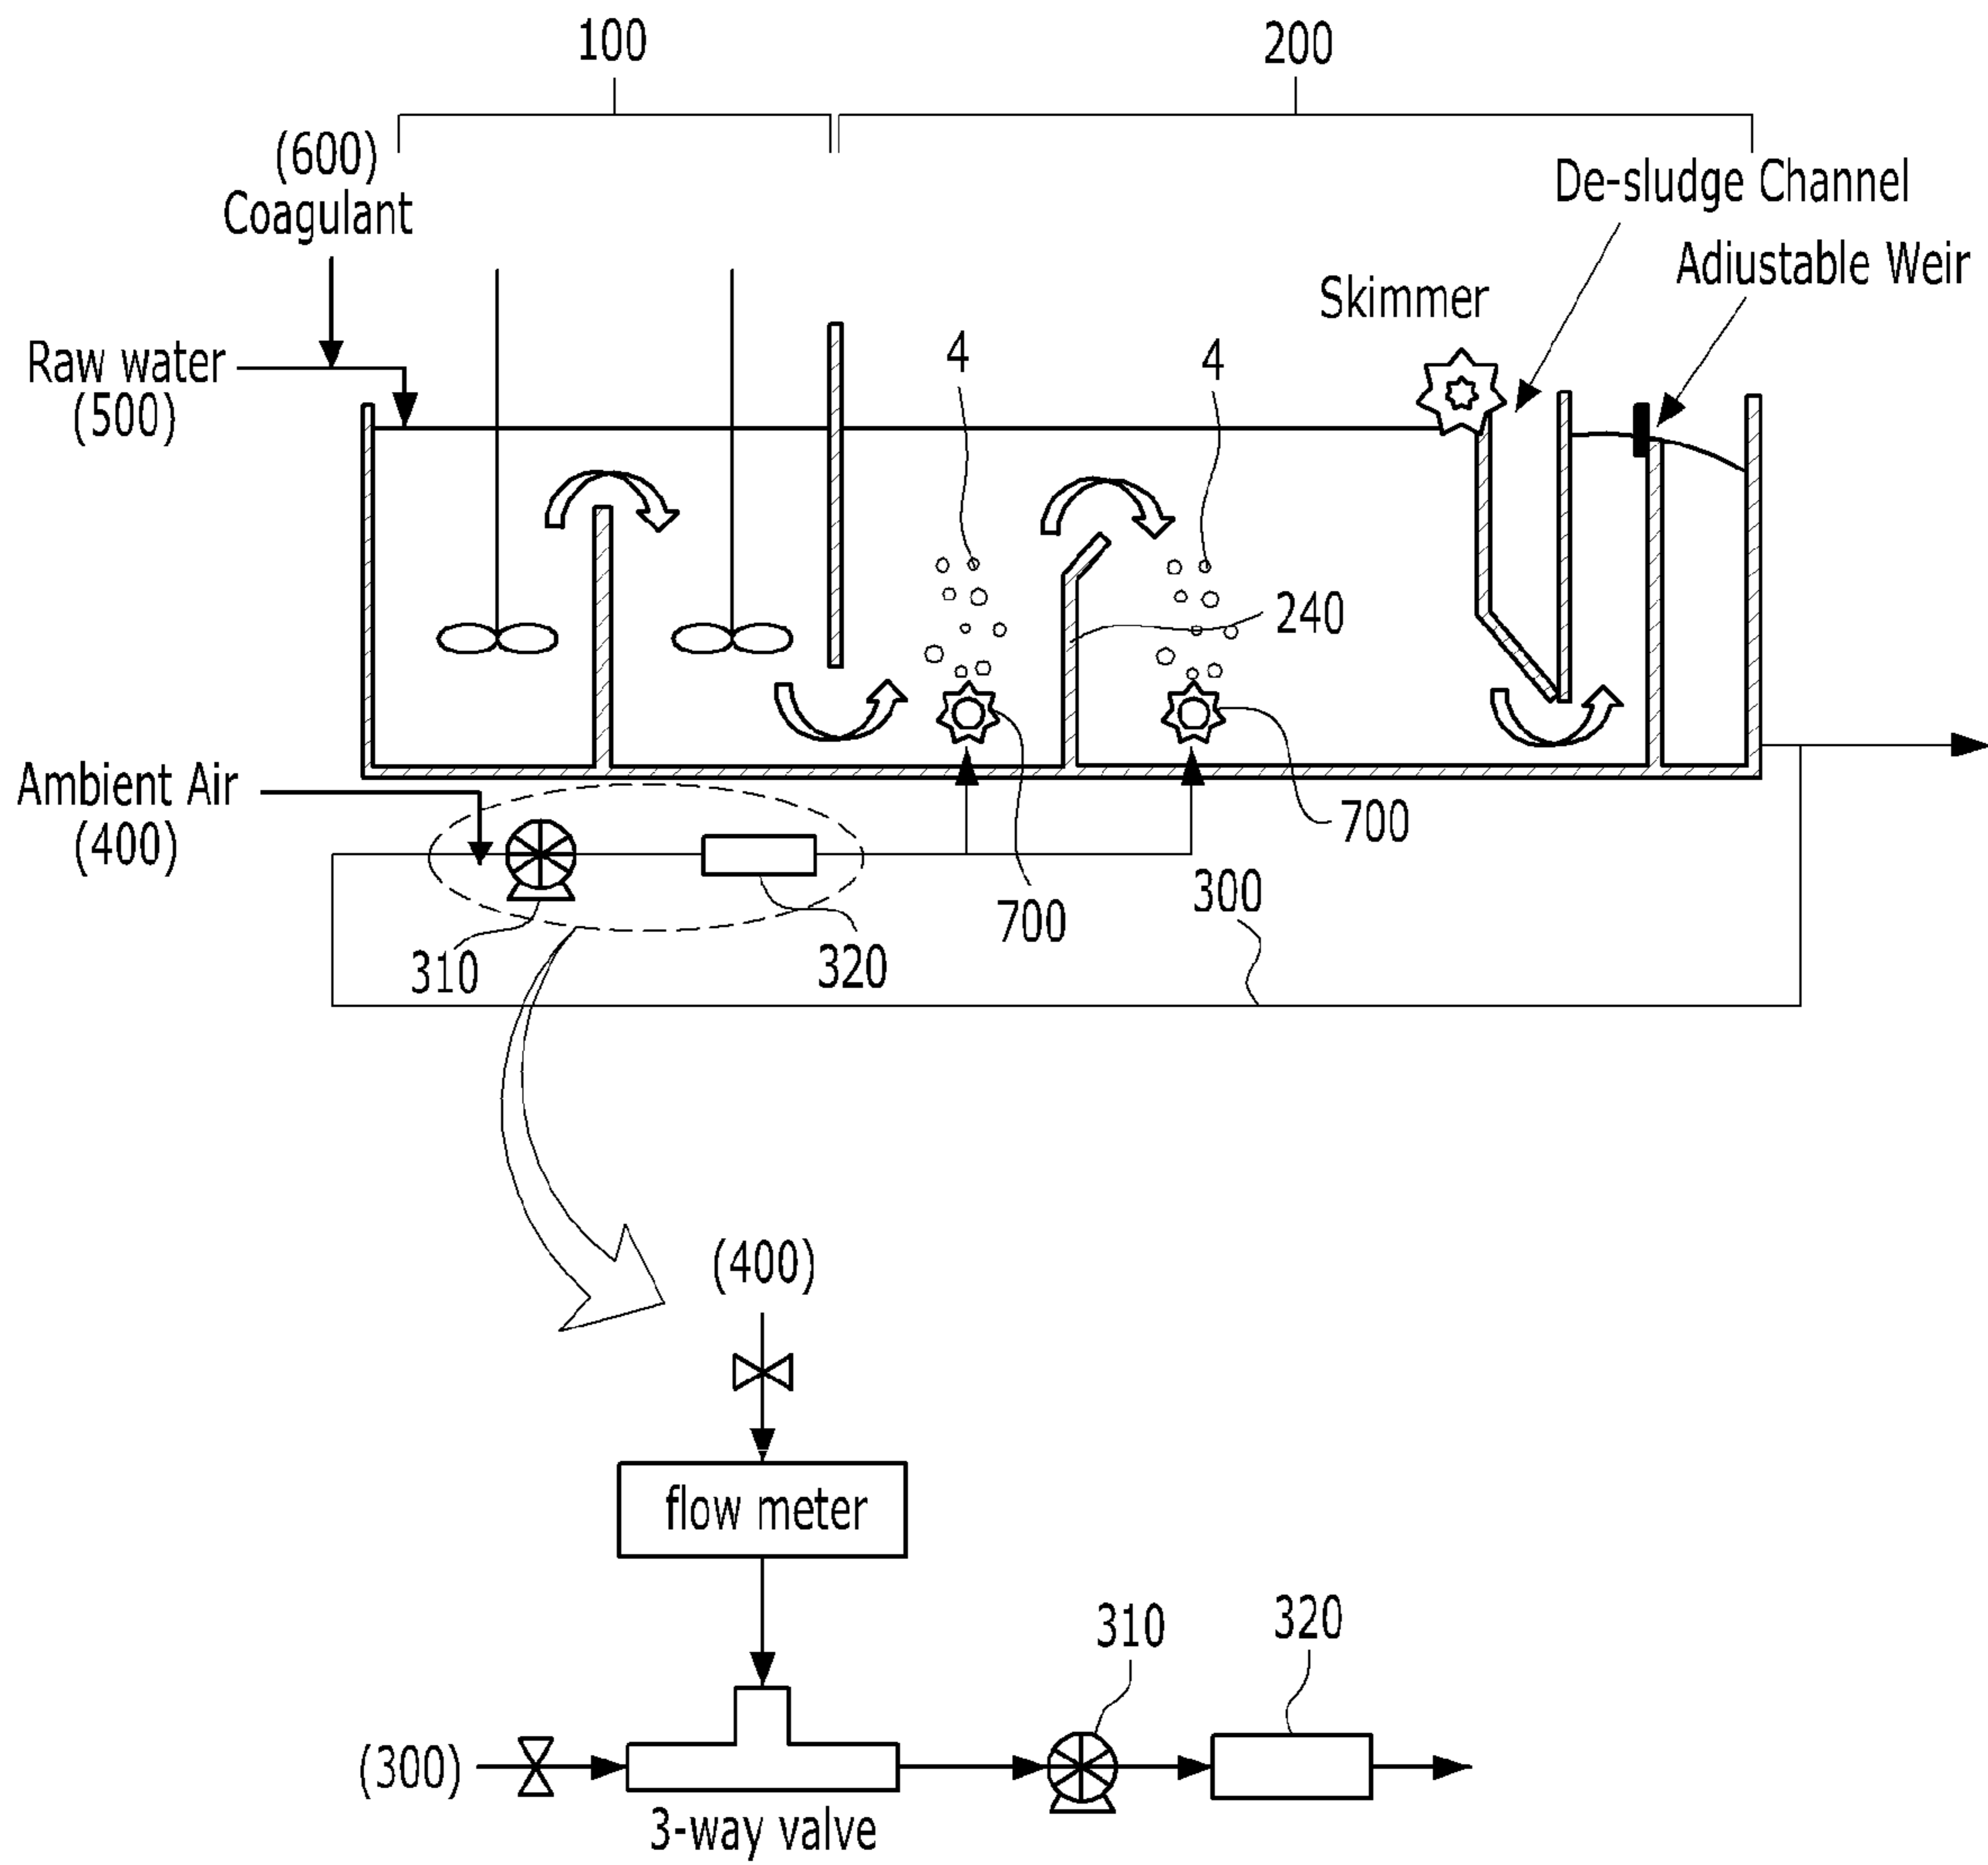 100
200
(600)
Coagulant
De-sludge Channel
Adiustable Weir
Skimmer
Raw water
(500)
4
4
240
Ambient Air
(400)
700
700
300
310
320
(400)
flow meter
310
320
(300)
3-way valve